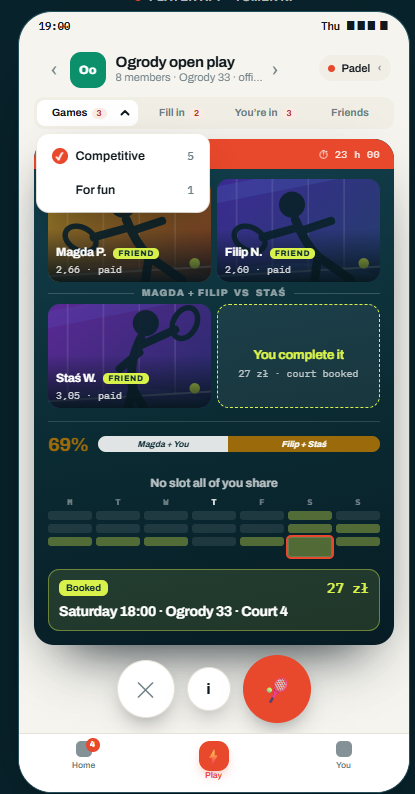 19:00
Thu
Oo
Ogrody open play
8 members · Ogrody 33 · offi...
Padel
Games 3
Fill in 2
You're in 3
Friends
Competitive 5
For fun 1
23 h 00
Magda P. FRIEND
2,66 · paid
Filip N. FRIEND
2,60 · paid
MAGDA + FILIP VS STAŚ
Staś W. FRIEND
3,05 · paid
You complete it
27 zł · court booked
69%
Magda + You
Filip + Staś
No slot all of you share
M T W T F S S
Booked
27 zł
Saturday 18:00 · Ogrody 33 · Court 4
i
4
Home
Play
You